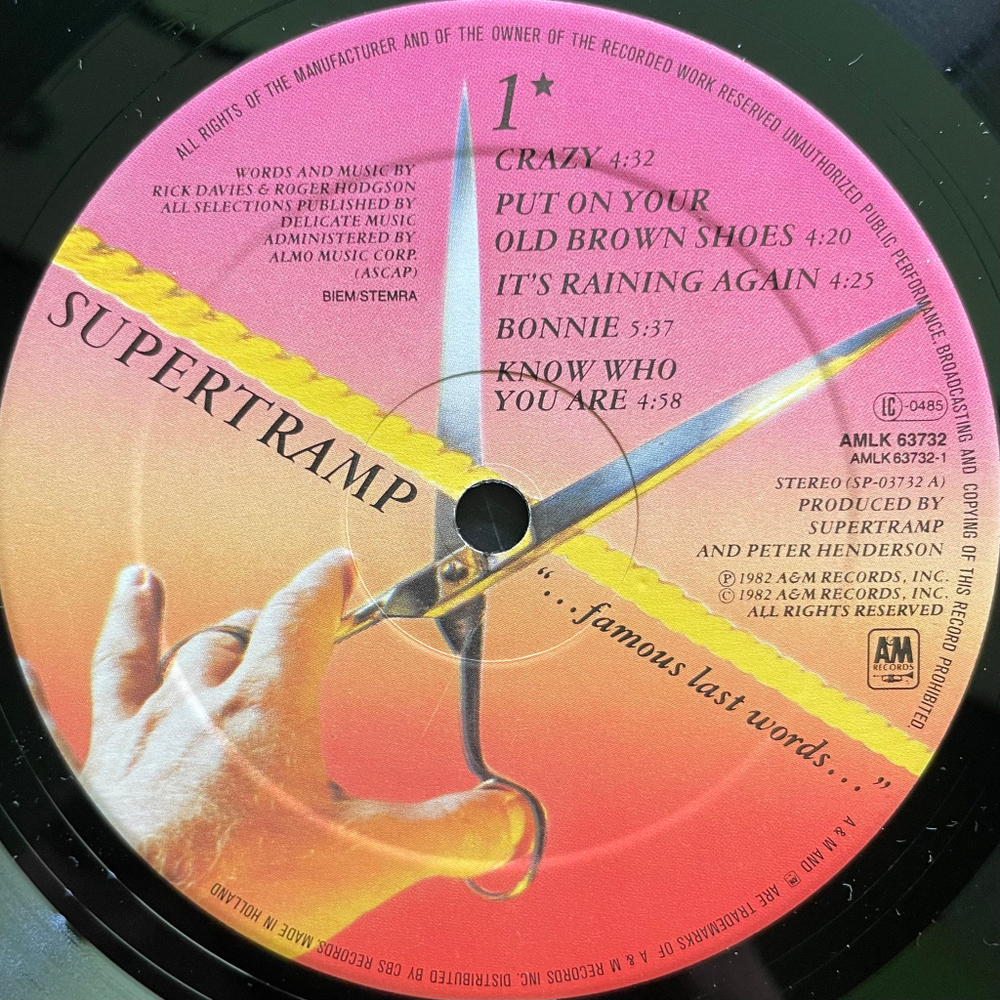 ALL RIGHTS OF THE MANUFACTURER AND OF THE OWNER OF THE RECORDED WORK RESERVED UNAUTHORIZED PUBLIC PERFORMANCE, BROADCASTING AND COPYING OF THIS RECORD PROHIBITED
1★
CRAZY 4:32
PUT ON YOUR
OLD BROWN SHOES 4:20
IT'S RAINING AGAIN 4:25
BONNIE 5:37
KNOW WHO
YOU ARE 4:58
WORDS AND MUSIC BY
RICK DAVIES & ROGER HODGSON
ALL SELECTIONS PUBLISHED BY
DELICATE MUSIC
ADMINISTERED BY
ALMO MUSIC CORP.
(ASCAP)
BIEM/STEMRA
SUPERTRAMP
LC-0485
AMLK 63732
AMLK 63732-1
STEREO (SP-03732 A)
PRODUCED BY
SUPERTRAMP
AND PETER HENDERSON
℗ 1982 A&M RECORDS, INC.
© 1982 A&M RECORDS, INC.
ALL RIGHTS RESERVED
A&M
RECORDS
“...famous last words...”
A & M AND A&M ARE TRADEMARKS OF A & M RECORDS INC. DISTRIBUTED BY CBS RECORDS. MADE IN HOLLAND